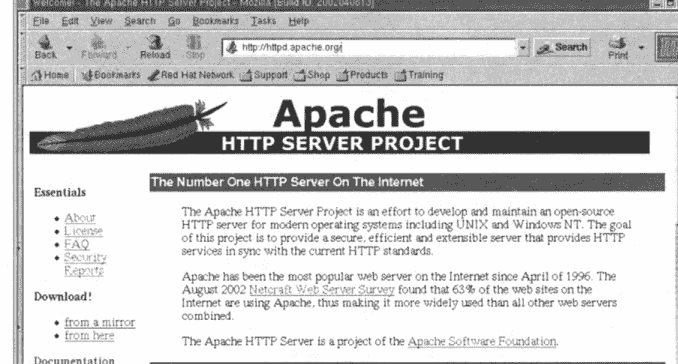 Welcome! - The Apache HTTP Server Project - Mozilla {Build ID: 2002040813}
File Edit View Search Go Bookmarks Tasks Help
Back Forward Reload Stop http://httpd.apache.org/ Search Print
Home Bookmarks Red Hat Network Support Shop Products Training
Apache
HTTP SERVER PROJECT
Essentials
• About
• License
• FAQ
• Security
Reports
Download!
• from a mirror
• from here
Documentation
The Number One HTTP Server On The Internet
The Apache HTTP Server Project is an effort to develop and maintain an open-source
HTTP server for modern operating systems including UNIX and Windows NT. The goal
of this project is to provide a secure, efficient and extensible server that provides HTTP
services in sync with the current HTTP standards.
Apache has been the most popular web server on the Internet since April of 1996. The
August 2002 Netcraft Web Server Survey found that 63% of the web sites on the
Internet are using Apache, thus making it more widely used than all other web servers
combined.
The Apache HTTP Server is a project of the Apache Software Foundation.